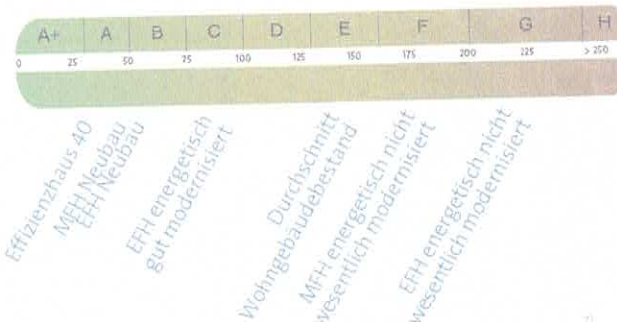 A+ A B C D E F G H
0 25 50 75 100 125 150 175 200 225 > 250
Effizienzhaus 40
MFH Neubau
EFH Neubau
EFH energetisch
gut modernisiert
Durchschnitt
Wohngebäudebestand
MFH energetisch nicht
wesentlich modernisiert
EFH energetisch nicht
wesentlich modernisiert
7)